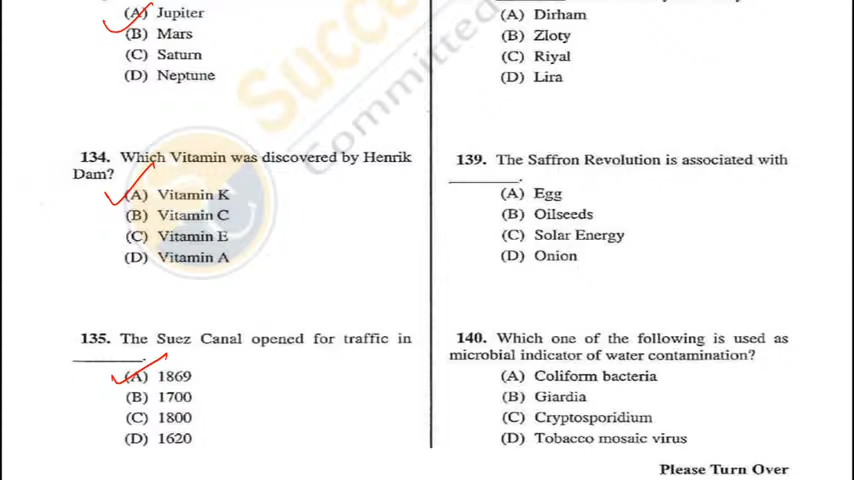 (A) Jupiter
(B) Mars
(C) Saturn
(D) Neptune
134. Which Vitamin was discovered by Henrik
Dam?
(A) Vitamin K
(B) Vitamin C
(C) Vitamin E
(D) Vitamin A
135. The Suez Canal opened for traffic in
________.
(A) 1869
(B) 1700
(C) 1800
(D) 1620
(A) Dirham
(B) Zloty
(C) Riyal
(D) Lira
139. The Saffron Revolution is associated with
________.
(A) Egg
(B) Oilseeds
(C) Solar Energy
(D) Onion
140. Which one of the following is used as
microbial indicator of water contamination?
(A) Coliform bacteria
(B) Giardia
(C) Cryptosporidium
(D) Tobacco mosaic virus
Please Turn Over
Committed